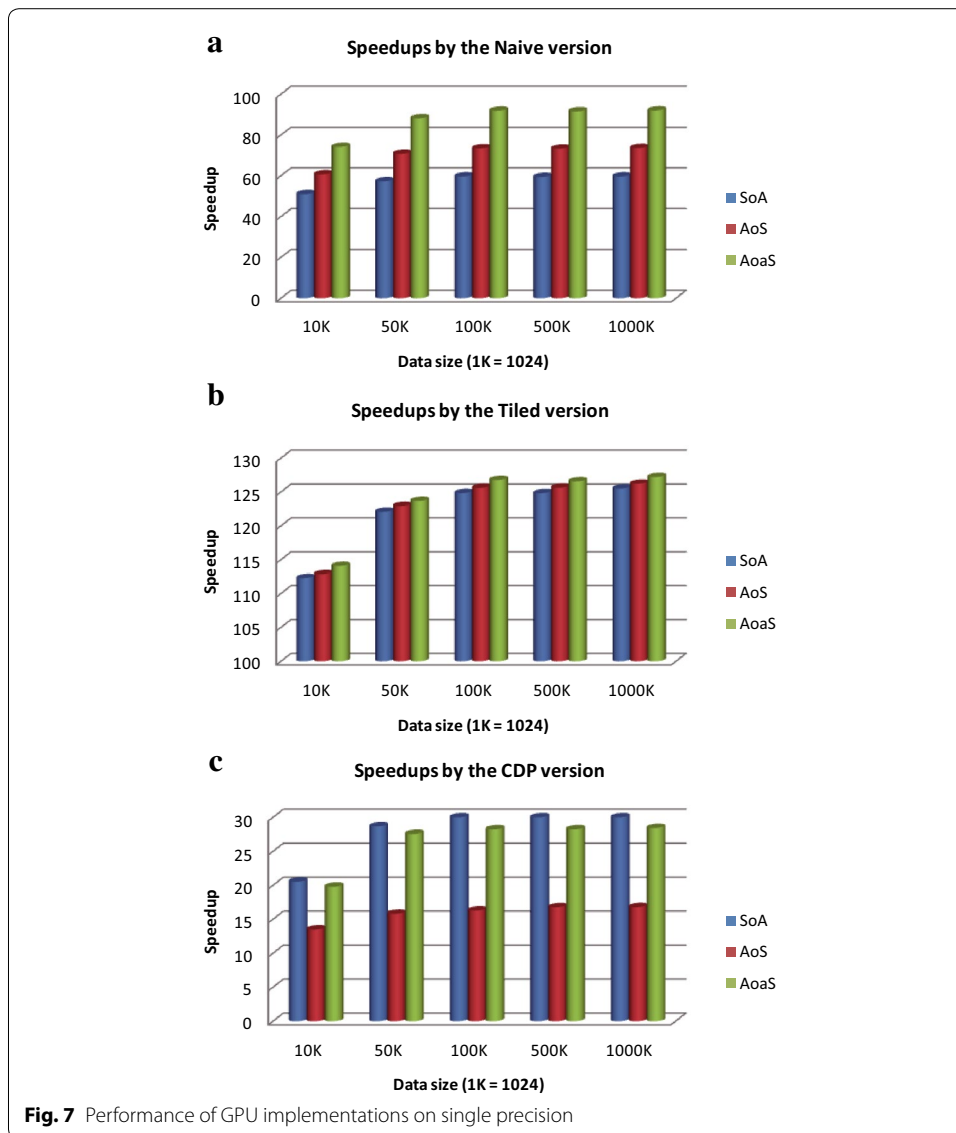 a
Speedups by the Naive version
100
80
60
40
20
0
Speedup
10K 50K 100K 500K 1000K
Data size (1K = 1024)
SoA
AoS
AoaS
b
Speedups by the Tiled version
130
125
120
115
110
105
100
Speedup
10K 50K 100K 500K 1000K
Data size (1K = 1024)
SoA
AoS
AoaS
c
Speedups by the CDP version
30
25
20
15
10
5
0
Speedup
10K 50K 100K 500K 1000K
Data size (1K = 1024)
SoA
AoS
AoaS
Fig. 7 Performance of GPU implementations on single precision